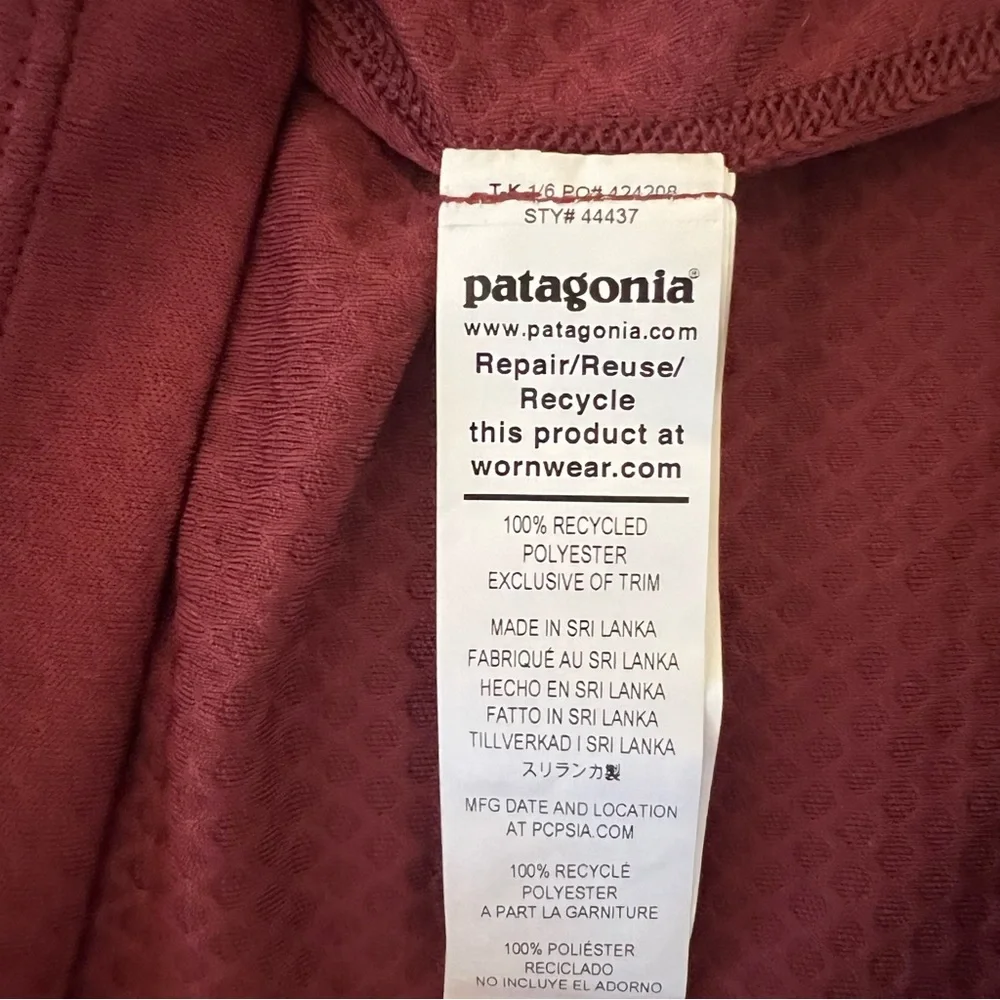 T-K 1/6 PO# 424208
STY# 44437
patagonia®
www.patagonia.com
Repair/Reuse/
Recycle
this product at
wornwear.com
100% RECYCLED
POLYESTER
EXCLUSIVE OF TRIM
MADE IN SRI LANKA
FABRIQUÉ AU SRI LANKA
HECHO EN SRI LANKA
FATTO IN SRI LANKA
TILLVERKAD I SRI LANKA
スリランカ製
MFG DATE AND LOCATION
AT PCPSIA.COM
100% RECYCLÉ
POLYESTER
A PART LA GARNITURE
100% POLIÉSTER
RECICLADO
NO INCLUYE EL ADORNO